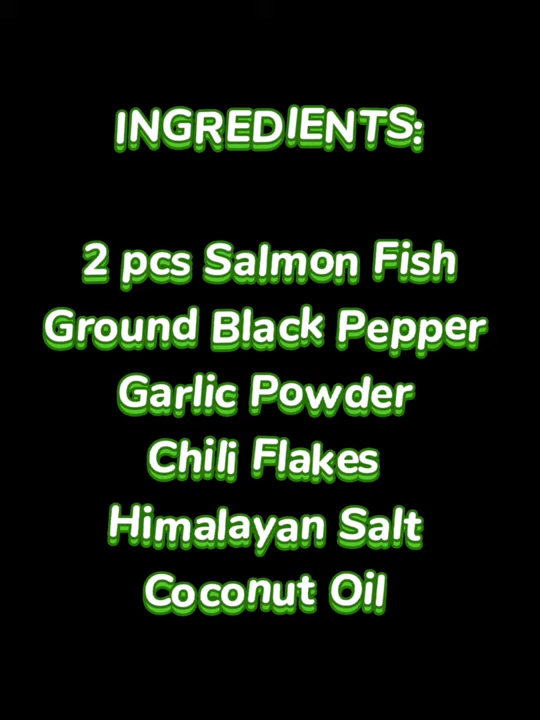 INGREDIENTS:
2 pcs Salmon Fish
Ground Black Pepper
Garlic Powder
Chili Flakes
Himalayan Salt
Coconut Oil